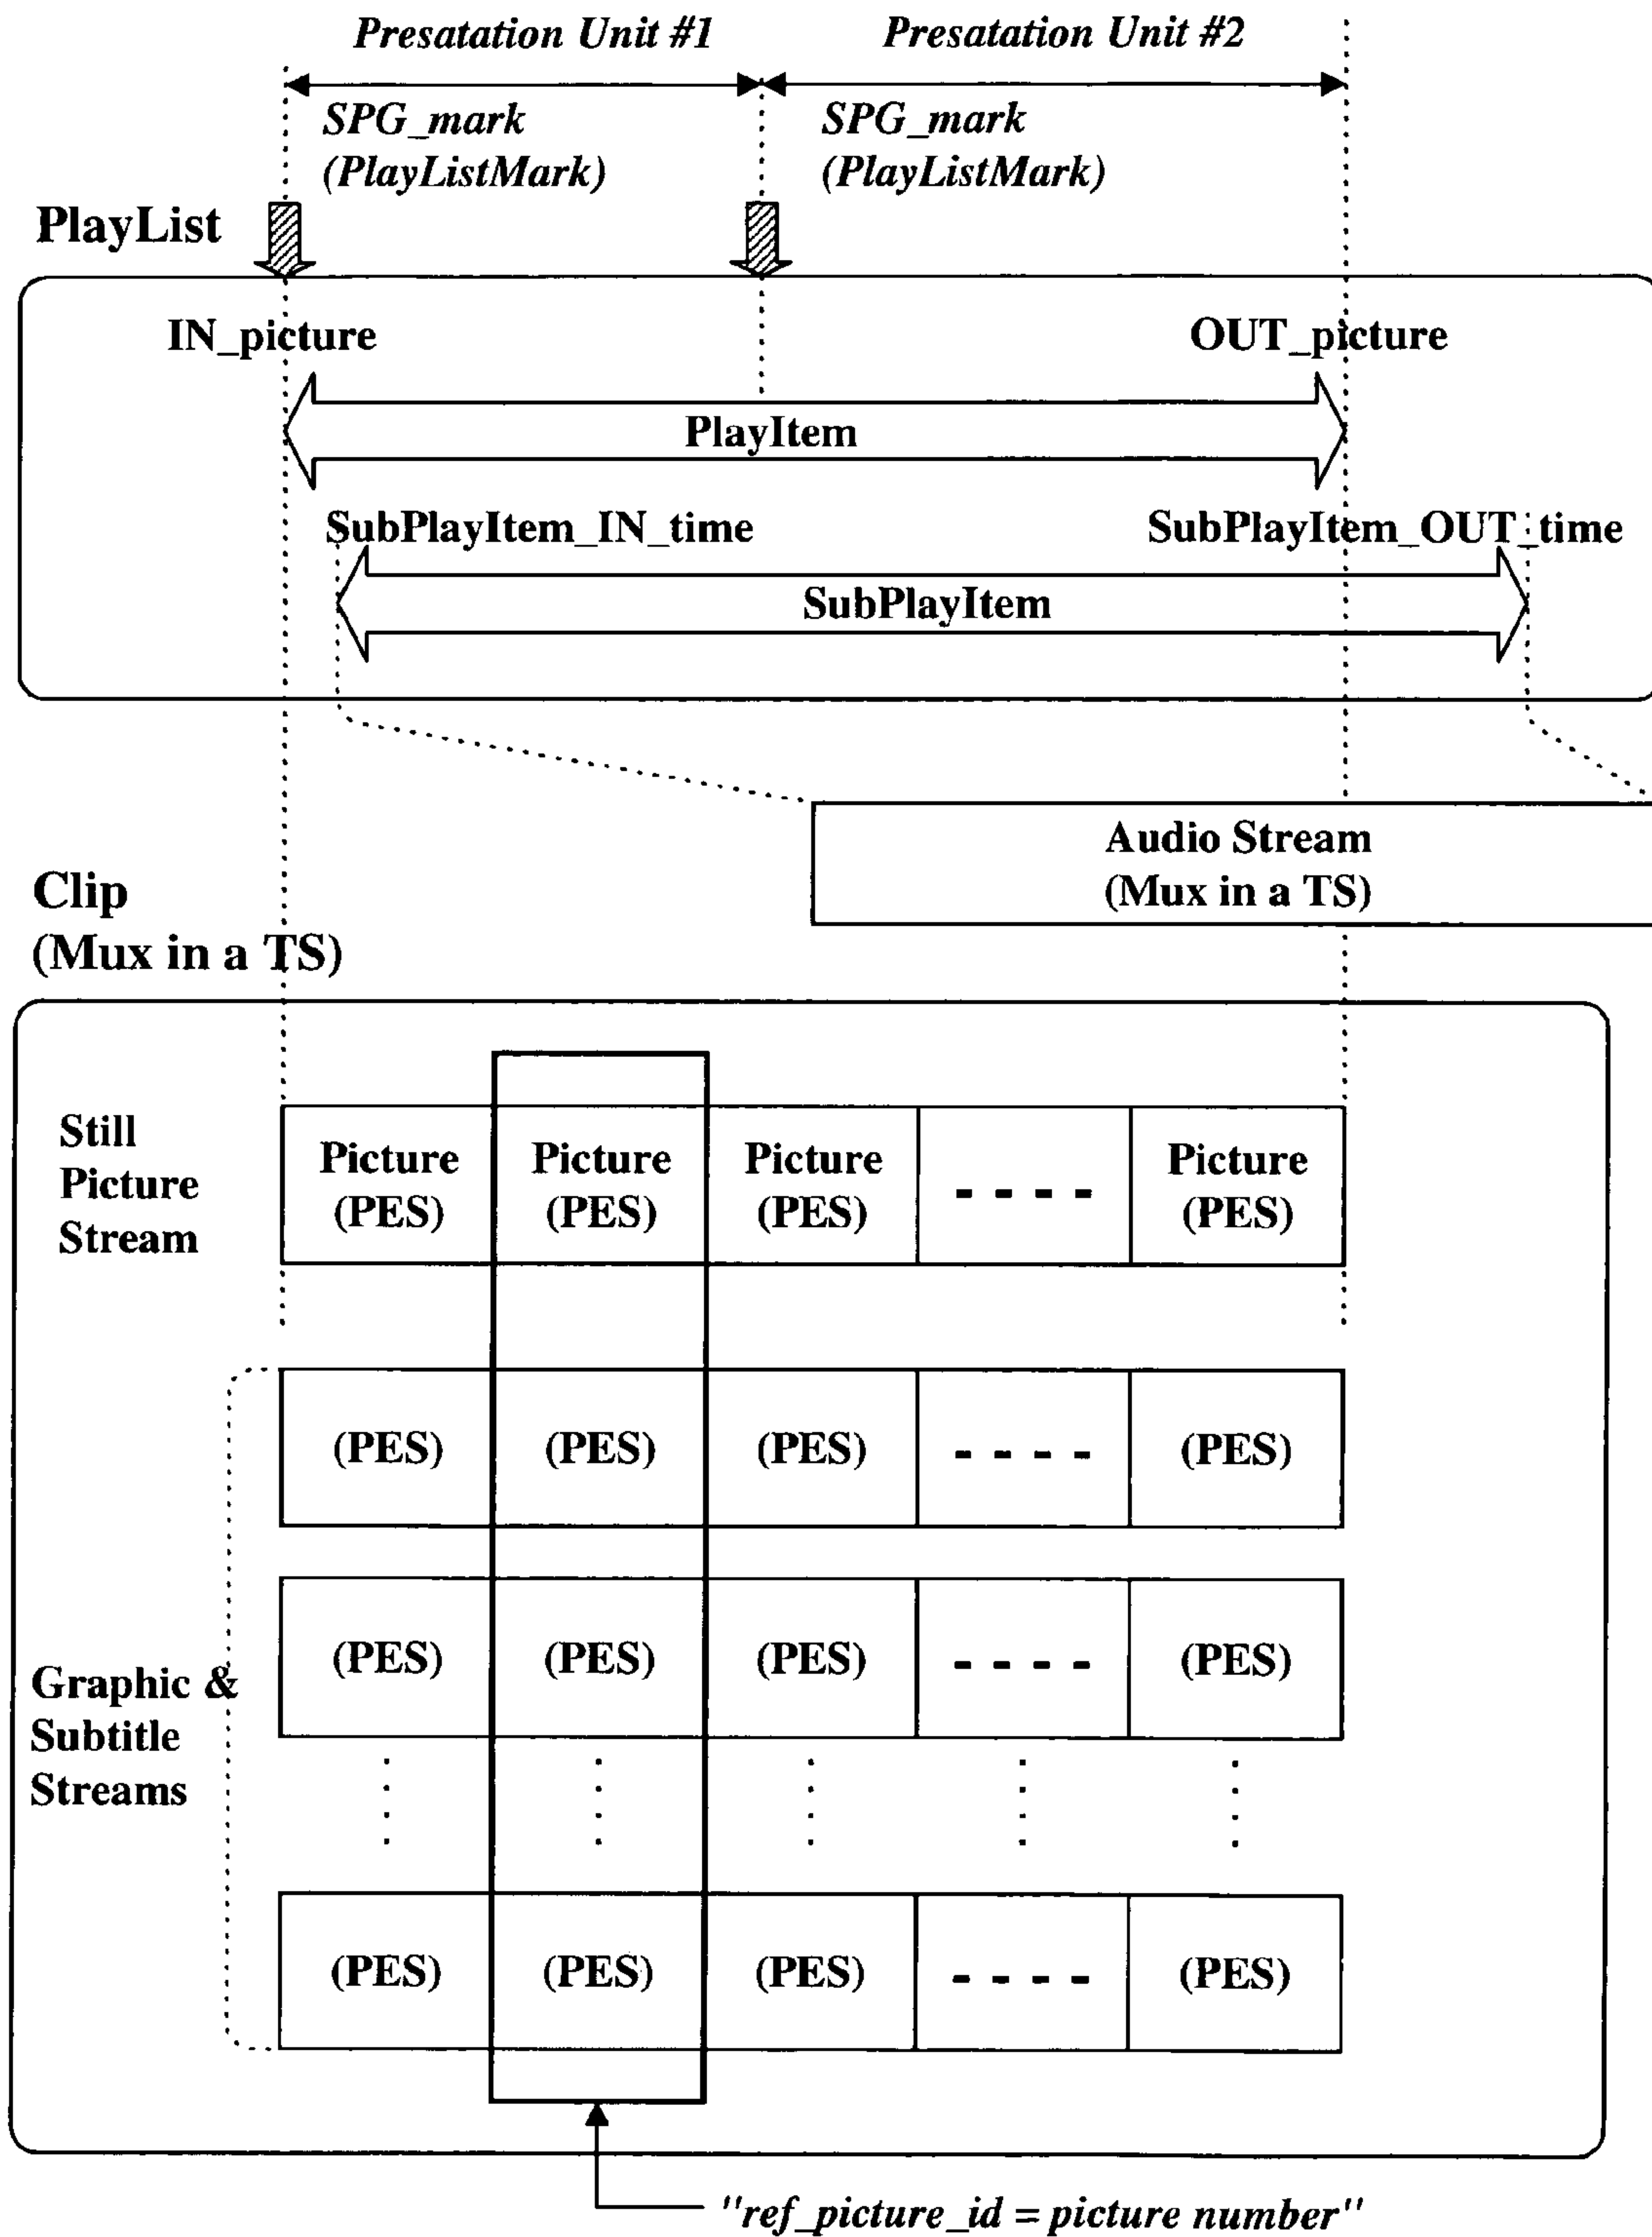 Presatation Unit #1
Presatation Unit #2
SPG_mark
(PlayListMark)
SPG_mark
(PlayListMark)
PlayList
IN_picture
OUT_picture
PlayItem
SubPlayItem_IN_time
SubPlayItem_OUT_time
SubPlayItem
Audio Stream
(Mux in a TS)
Clip
(Mux in a TS)
Still
Picture
Stream
Picture
(PES)
Picture
(PES)
Picture
(PES)
- - - -
Picture
(PES)
(PES) (PES) (PES) - - - - (PES)
(PES) (PES) (PES) - - - - (PES)
Graphic &
Subtitle
Streams
(PES) (PES) (PES) - - - - (PES)
"ref_picture_id = picture number"